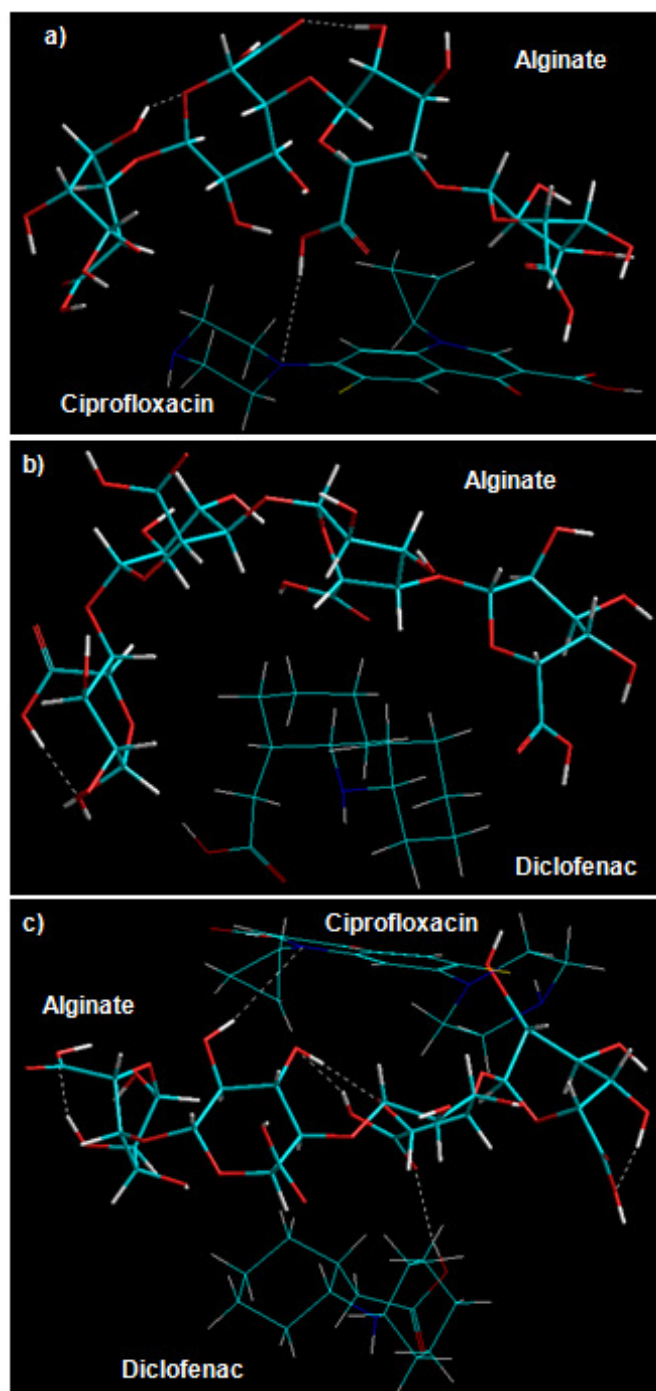 a)
Alginate
Ciprofloxacin
b)
Alginate
Diclofenac
c)
Ciprofloxacin
Alginate
Diclofenac